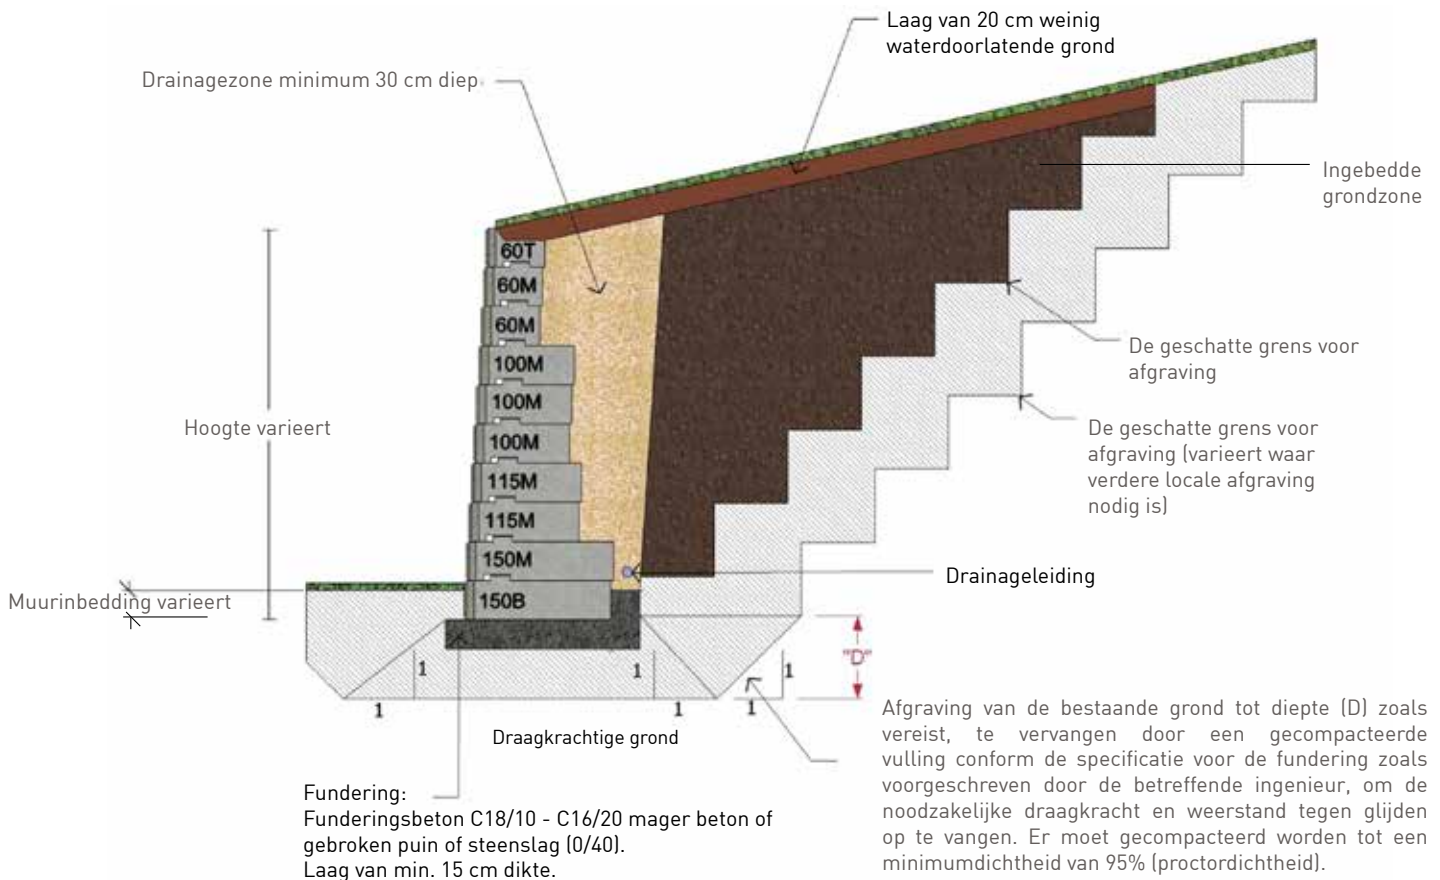 Laag van 20 cm weinig
waterdoorlatende grond
Drainagezone minimum 30 cm diep
Ingebedde
grondzone
60T
60M
60M
100M
100M
100M
115M
115M
150M
150B
Hoogte varieert
De geschatte grens voor
afgraving
De geschatte grens voor
afgraving (varieert waar
verdere locale afgraving
nodig is)
Drainageleiding
Muurinbedding varieert
"D"
1
1
1
1
1
1
Draagkrachtige grond
Afgraving van de bestaande grond tot diepte (D) zoals
vereist, te vervangen door een gecompacteerde
vulling conform de specificatie voor de fundering zoals
voorgeschreven door de betreffende ingenieur, om de
noodzakelijke draagkracht en weerstand tegen glijden
op te vangen. Er moet gecompacteerd worden tot een
minimumdichtheid van 95% (proctordichtheid).
Fundering:
Funderingsbeton C18/10 - C16/20 mager beton of
gebroken puin of steenslag (0/40).
Laag van min. 15 cm dikte.